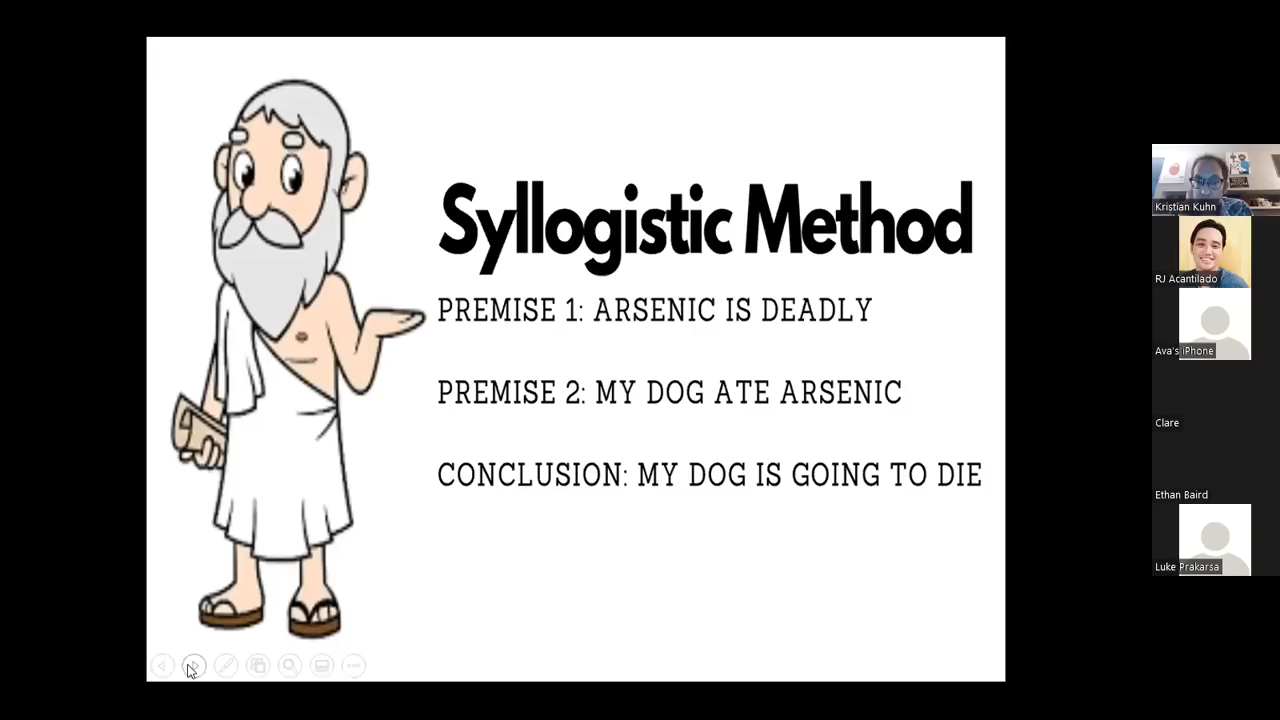 Syllogistic Method
PREMISE 1: ARSENIC IS DEADLY
PREMISE 2: MY DOG ATE ARSENIC
CONCLUSION: MY DOG IS GOING TO DIE
Kristian Kuhn
RJ Acantilado
Ava's iPhone
Clare
Ethan Baird
Luke Prakarsa